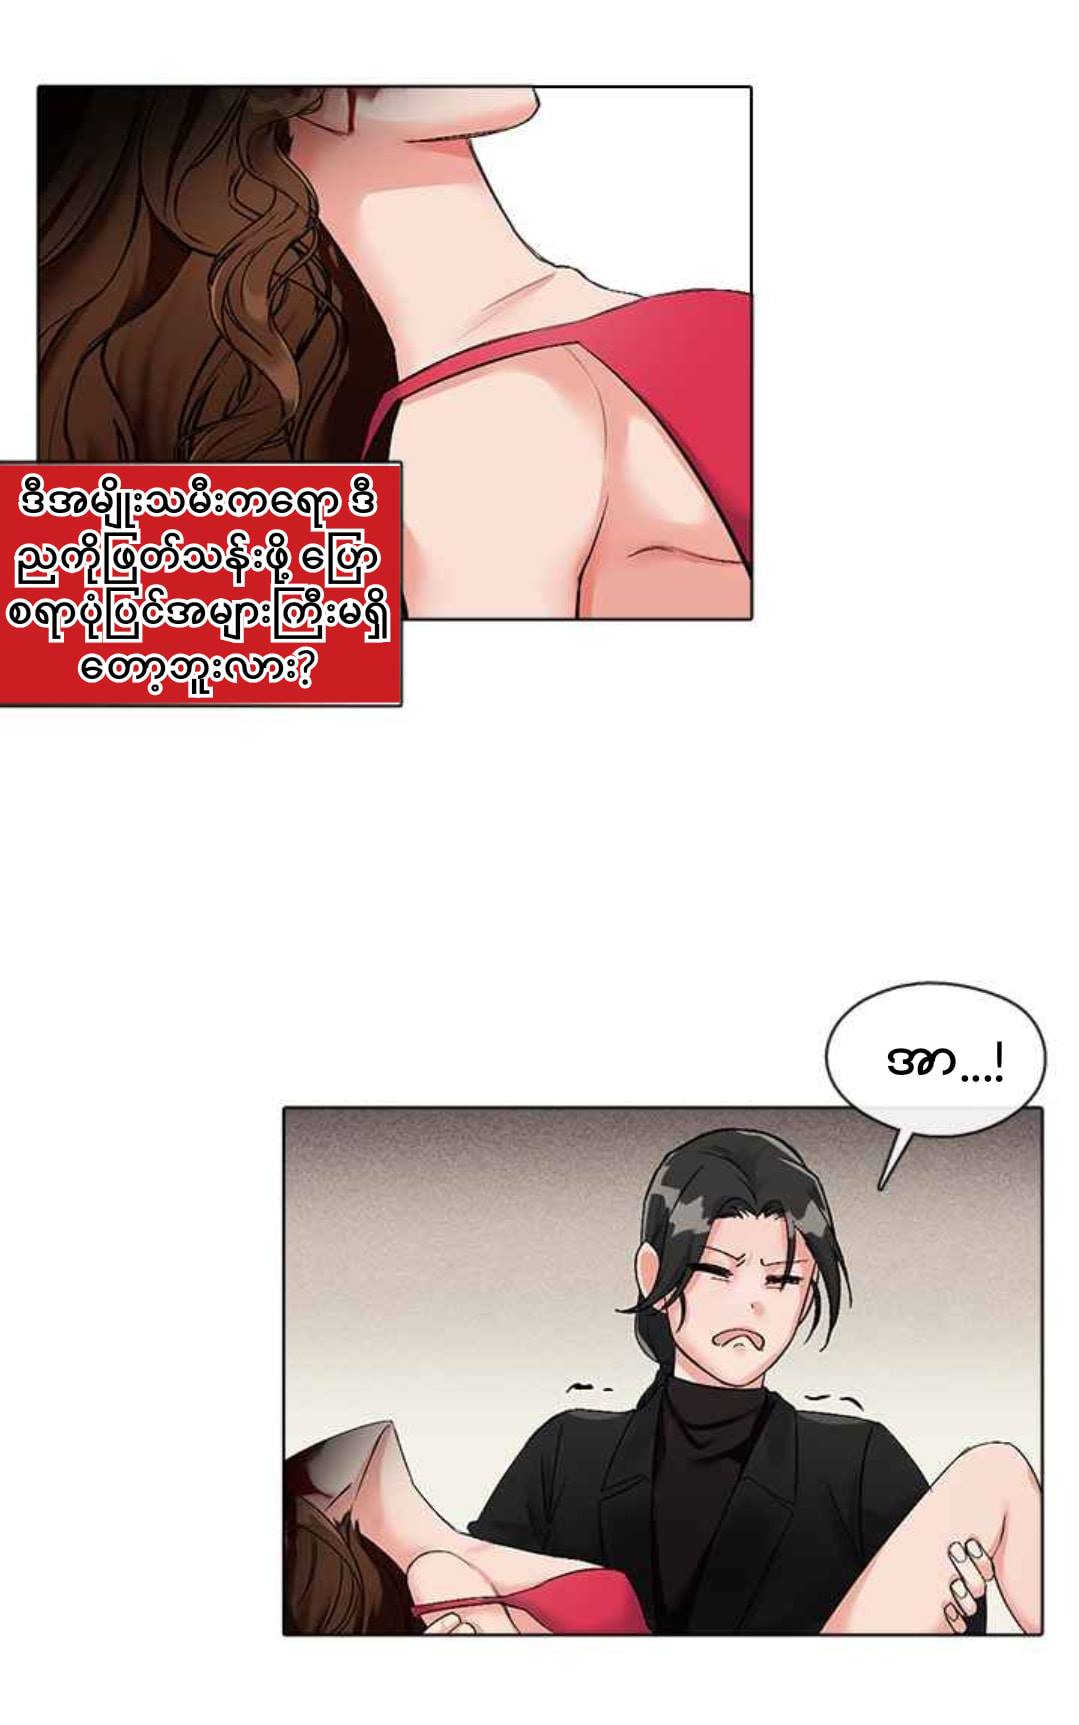 ဒီအမျိုးသမီးကရော ဒီ
ညကိုဖြတ်သန်းဖို့ ပြော
စရာပုံပြင်အများကြီးမရှိ
တော့ဘူးလား?
အာ...!